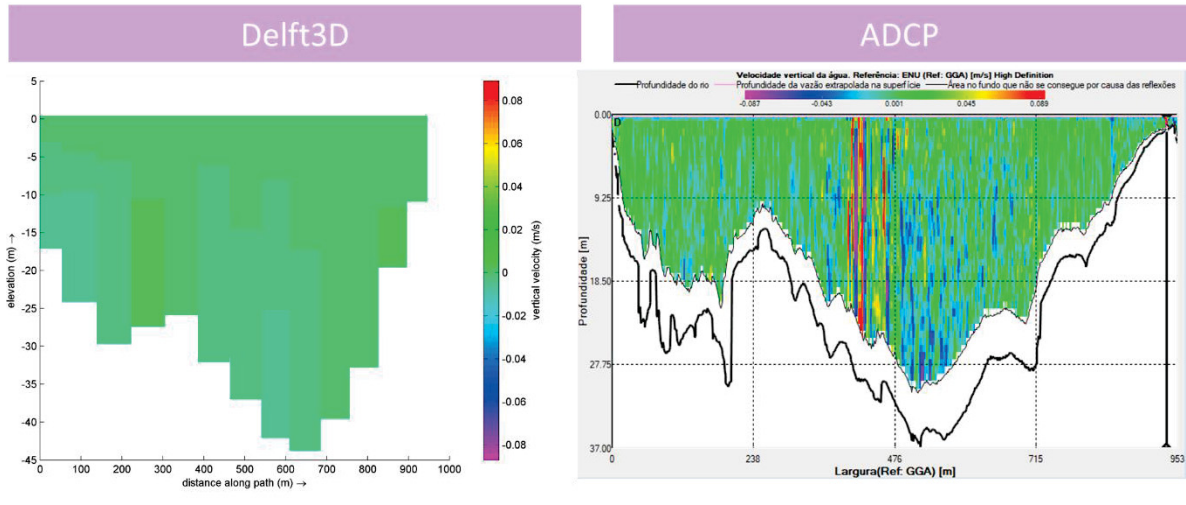 Delft3D
ADCP
5
0
-5
-10
-15
-20
-25
-30
-35
-40
-45
elevation (m) →
0 100 200 300 400 500 600 700 800 900 1000
distance along path (m) →
0.08
0.06
0.04
0.02
0
-0.02
-0.04
-0.06
-0.08
vertical velocity (m/s)
Velocidade vertical da água. Referência: ENU (Ref: GGA) [m/s] High Definition
Profundidade do rio Profundidade da vazão extrapolada na superfície Área no fundo que não se consegue por causa das reflexões
-0.087 -0.043 0.001 0.045 0.089
0.00
9.25
18.50
27.75
37.00
Profundidade [m]
D
0 238 476 715 953
Largura(Ref: GGA) [m]